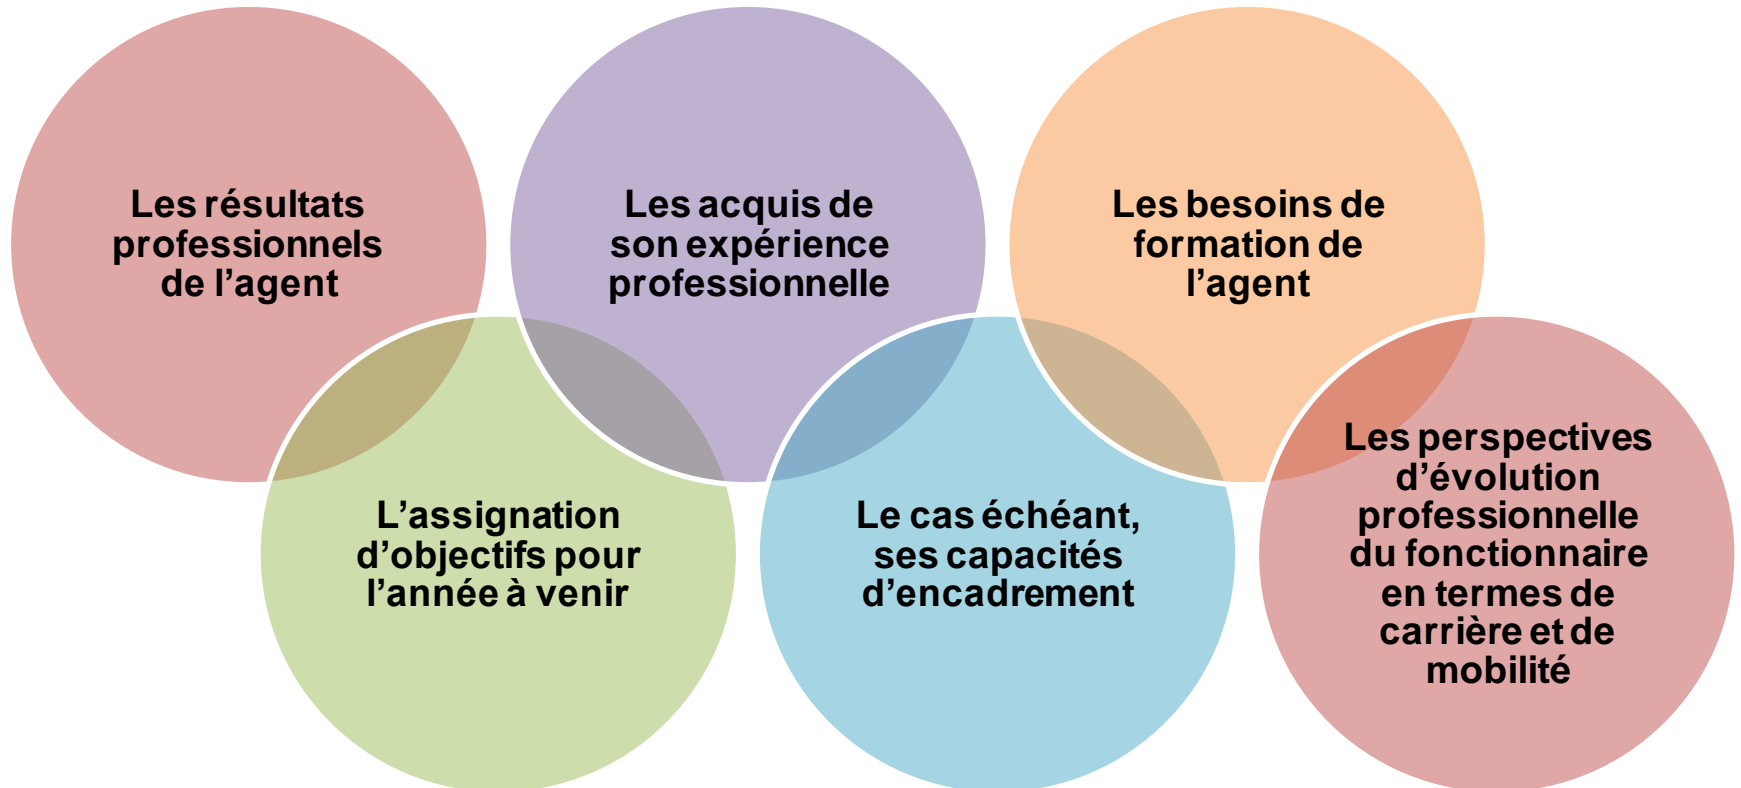 Les résultats
professionnels
de l’agent
L’assignation
d’objectifs pour
l’année à venir
Les acquis de
son expérience
professionnelle
Le cas échéant,
ses capacités
d’encadrement
Les besoins de
formation de
l’agent
Les perspectives
d’évolution
professionnelle
du fonctionnaire
en termes de
carrière et de
mobilité